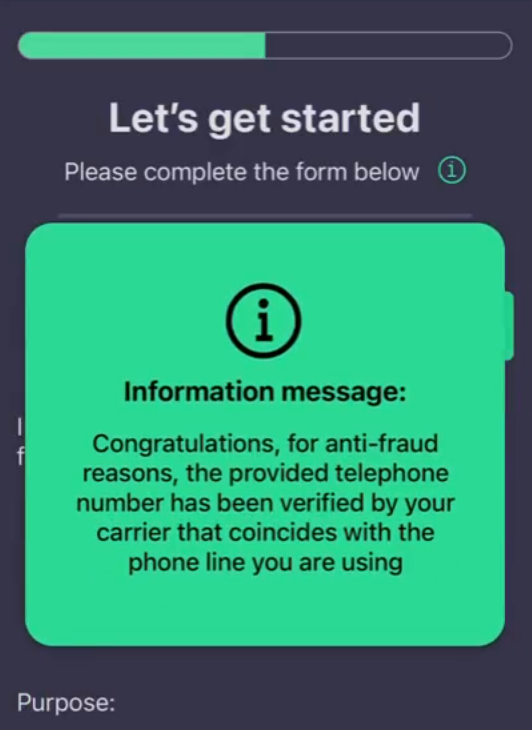 Let's get started
Please complete the form below
Information message:
Congratulations, for anti-fraud
reasons, the provided telephone
number has been verified by your
carrier that coincides with the
phone line you are using
Purpose: